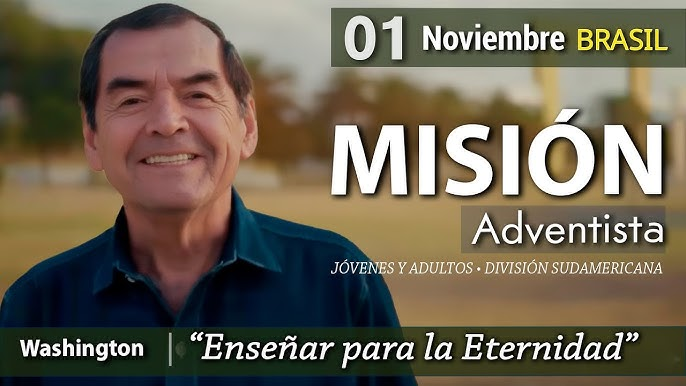 01 Noviembre BRASIL
MISIÓN
Adventista
JÓVENES Y ADULTOS • DIVISIÓN SUDAMERICANA
Washington | “Enseñar para la Eternidad”